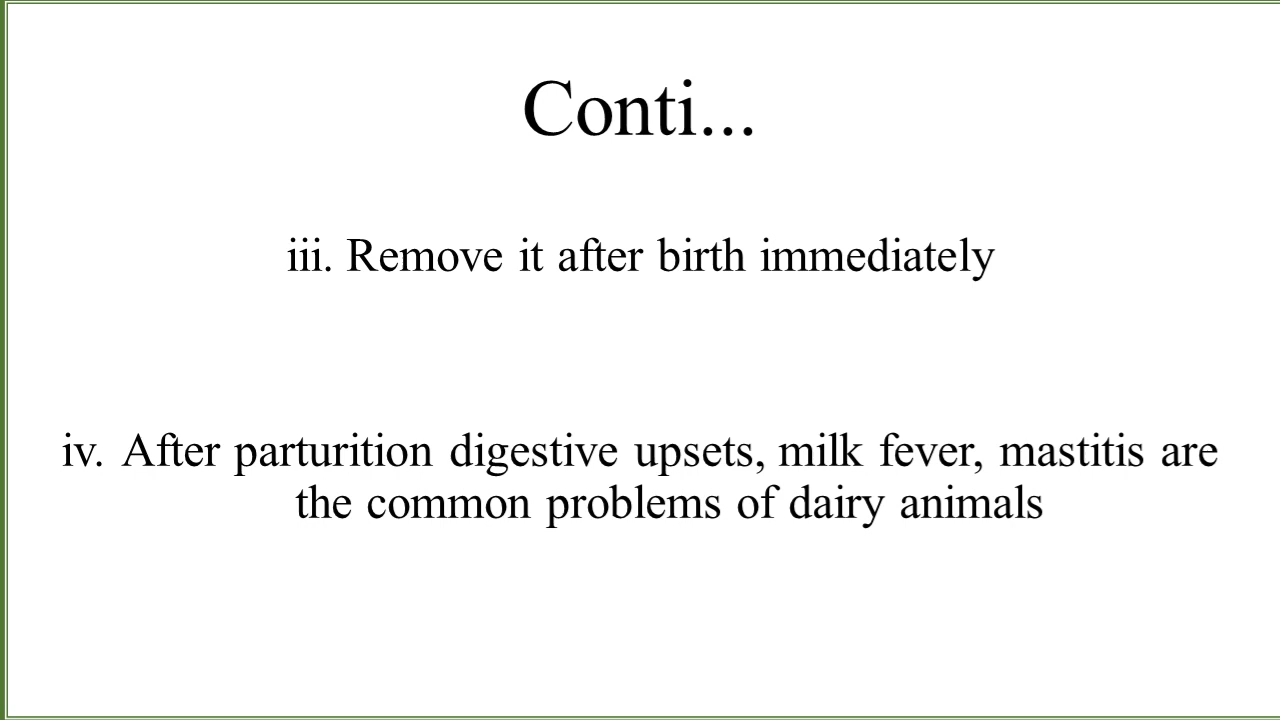 Conti...
iii. Remove it after birth immediately
iv. After parturition digestive upsets, milk fever, mastitis are
the common problems of dairy animals